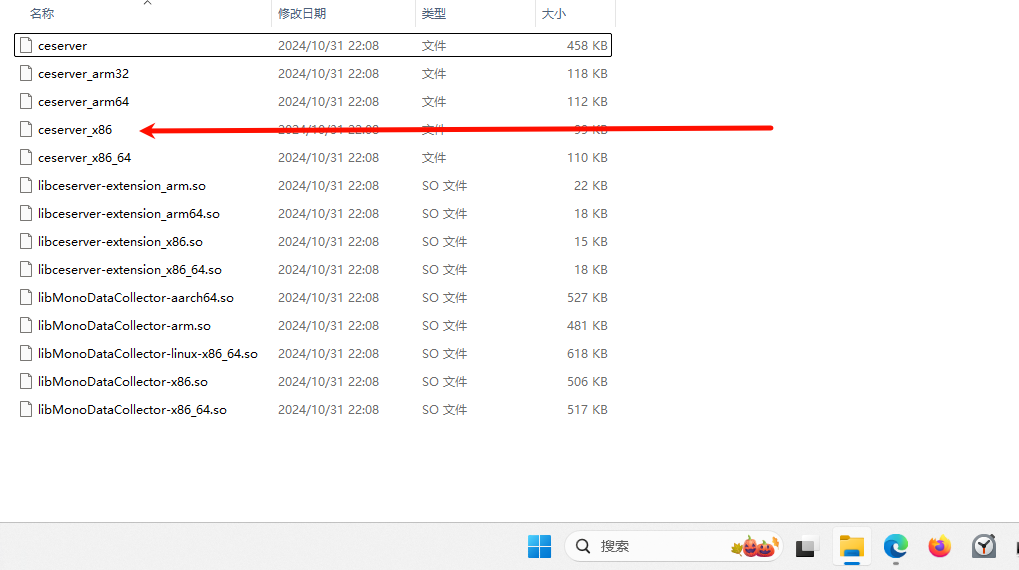 名称 修改日期 类型 大小
ceserver 2024/10/31 22:08 文件 458 KB
ceserver_arm32 2024/10/31 22:08 文件 118 KB
ceserver_arm64 2024/10/31 22:08 文件 112 KB
ceserver_x86 2024/10/31 22:08 文件 99 KB
ceserver_x86_64 2024/10/31 22:08 文件 110 KB
libceserver-extension_arm.so 2024/10/31 22:08 SO 文件 22 KB
libceserver-extension_arm64.so 2024/10/31 22:08 SO 文件 18 KB
libceserver-extension_x86.so 2024/10/31 22:08 SO 文件 15 KB
libceserver-extension_x86_64.so 2024/10/31 22:08 SO 文件 18 KB
libMonoDataCollector-aarch64.so 2024/10/31 22:08 SO 文件 527 KB
libMonoDataCollector-arm.so 2024/10/31 22:08 SO 文件 481 KB
libMonoDataCollector-linux-x86_64.so 2024/10/31 22:08 SO 文件 618 KB
libMonoDataCollector-x86.so 2024/10/31 22:08 SO 文件 506 KB
libMonoDataCollector-x86_64.so 2024/10/31 22:08 SO 文件 517 KB
搜索